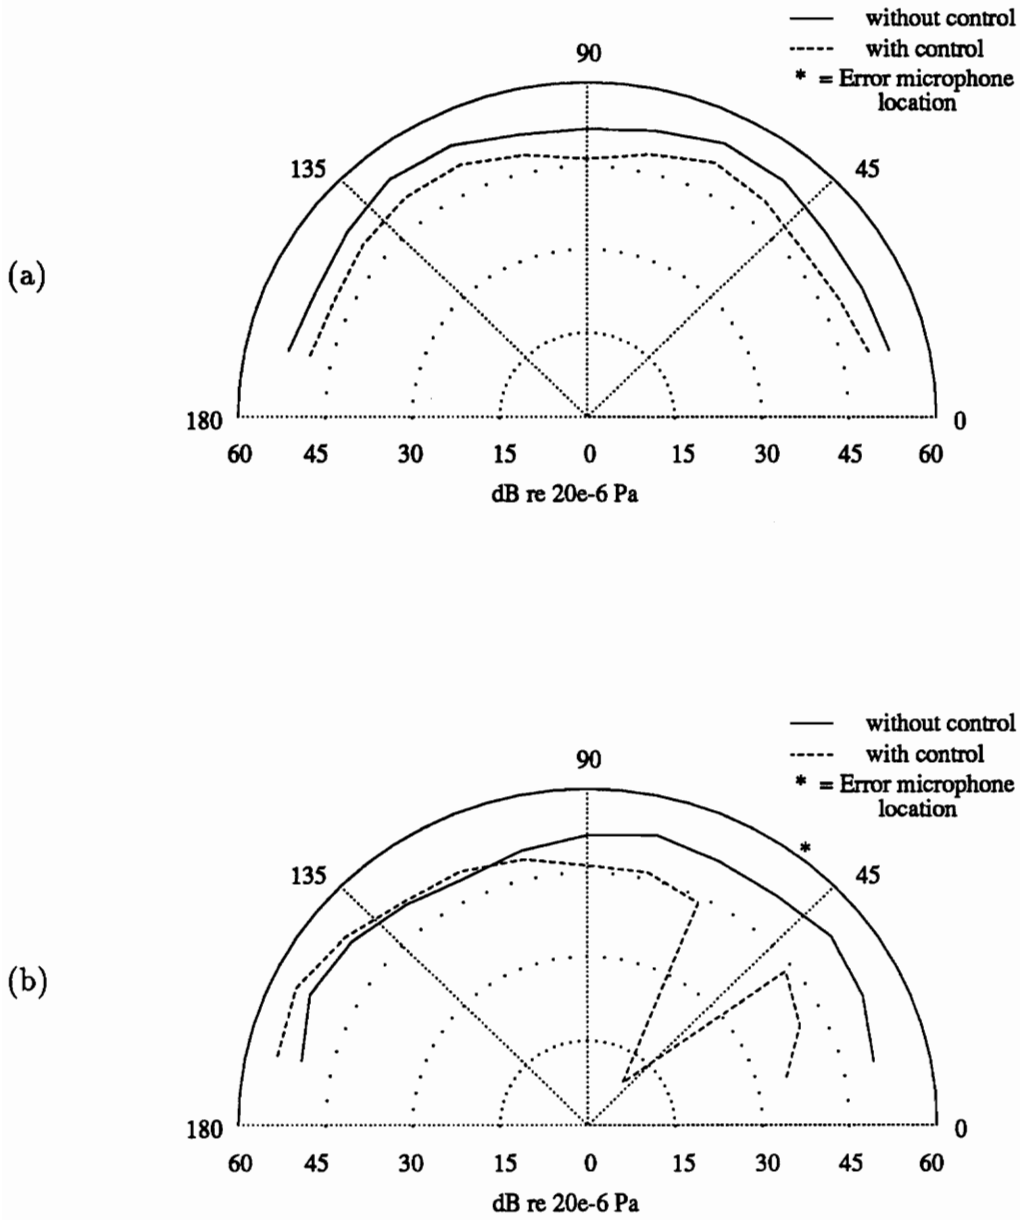 without control
with control
* = Error microphone
location
90
135
45
(a)
180
0
60 45 30 15 0 15 30 45 60
dB re 20e-6 Pa
without control
with control
* = Error microphone
location
90
*
135
45
(b)
180
0
60 45 30 15 0 15 30 45 60
dB re 20e-6 Pa